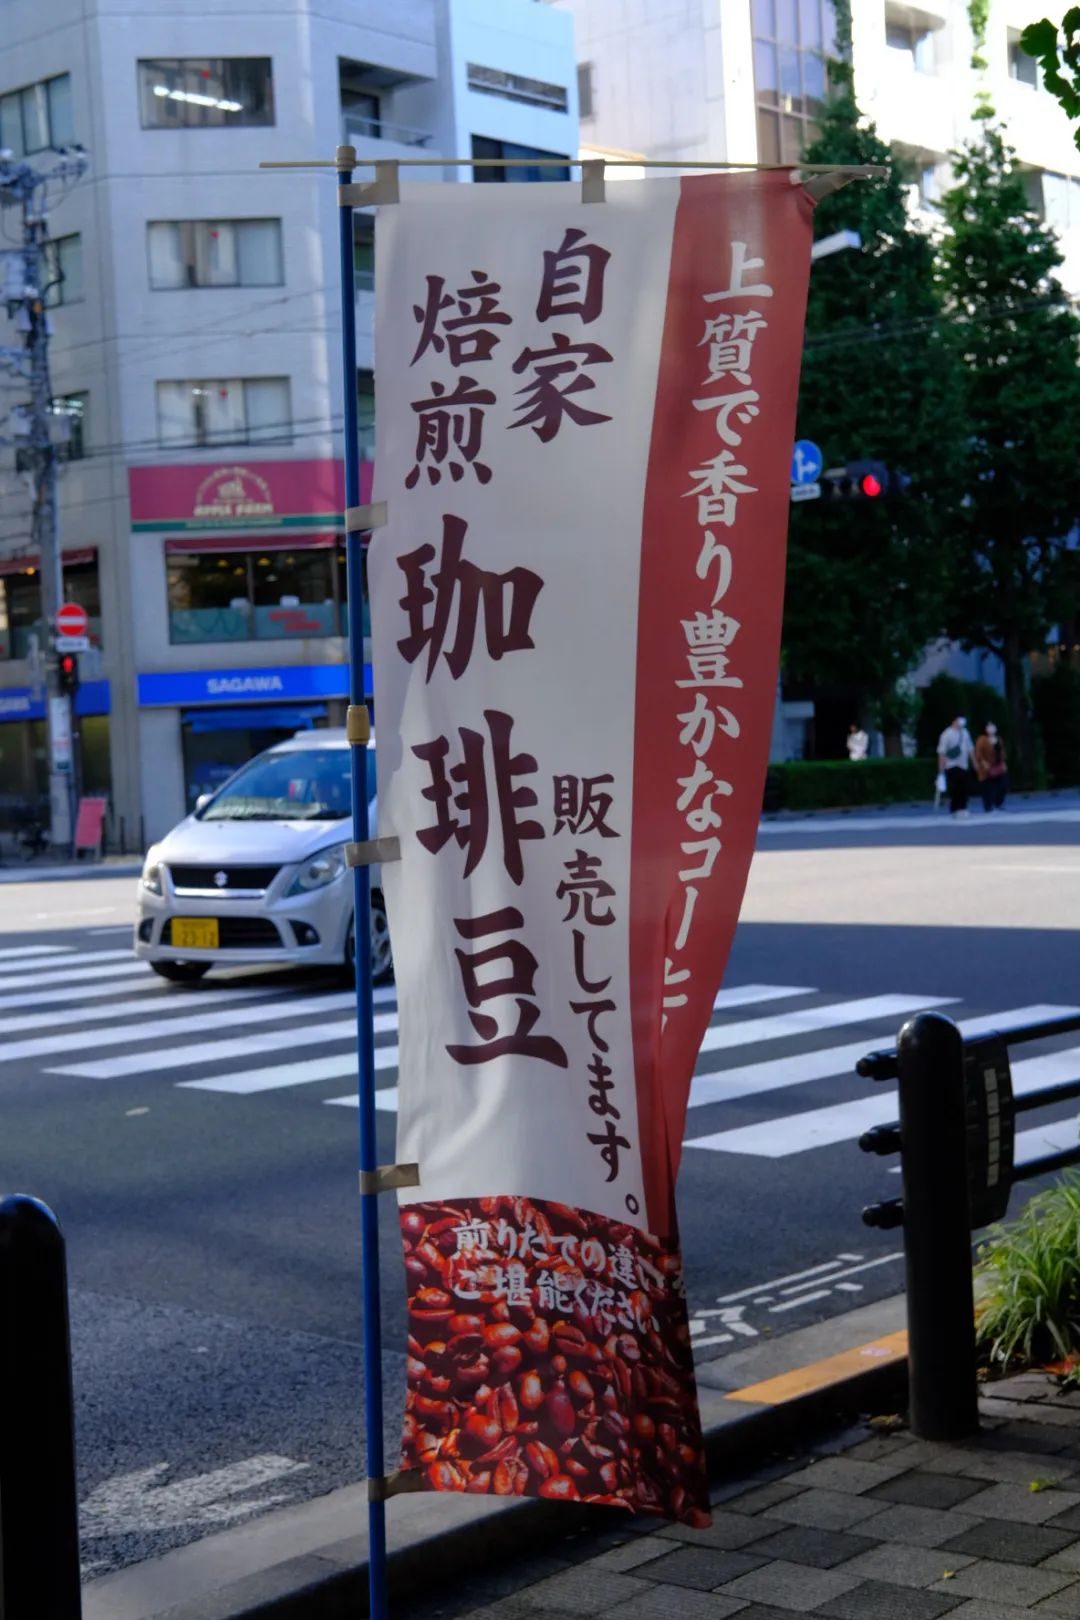 上質で香り豊かなコーヒー
自家
焙煎
珈琲豆
販売してます。
煎りたての違いを
ご堪能ください
APPLE FARM
SAGAWA
23-12